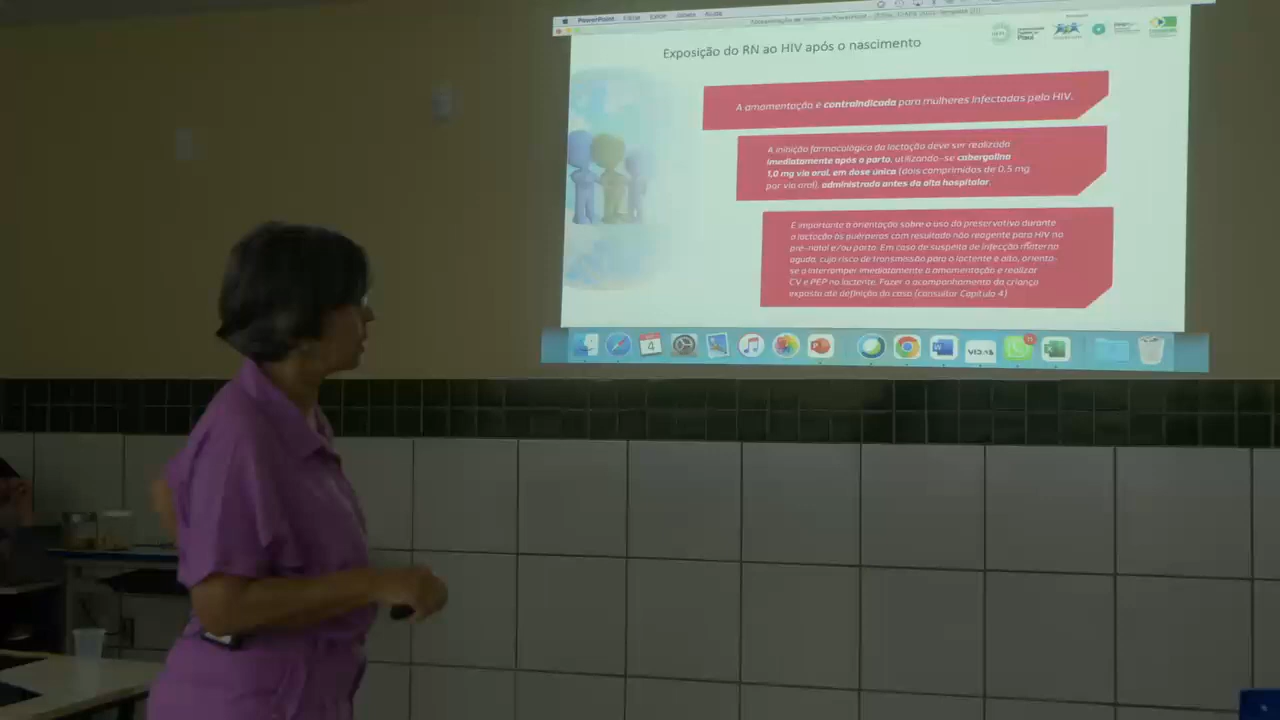 PowerPoint
Exposição do RN ao HIV após o nascimento
Piauí
A amamentação é contraindicada para mulheres infectadas pelo HIV.
A inibição farmacológica da lactação deve ser realizada
imediatamente após o parto, utilizando-se cabergolina
1,0 mg via oral, em dose única (dois comprimidos de 0,5 mg
por via oral), administrada antes da alta hospitalar.
É importante a orientação sobre o uso do preservativo durante
a lactação às puérperas com resultado não reagente para HIV no
pré-natal e/ou parto. Em caso de suspeita de infecção materna
aguda, cujo risco de transmissão para o lactente é alto, orienta-
se a interromper imediatamente a amamentação e realizar
CV e PEP no lactente. Fazer o acompanhamento da criança
exposta até definição do caso (consultar Capítulo 4)
4